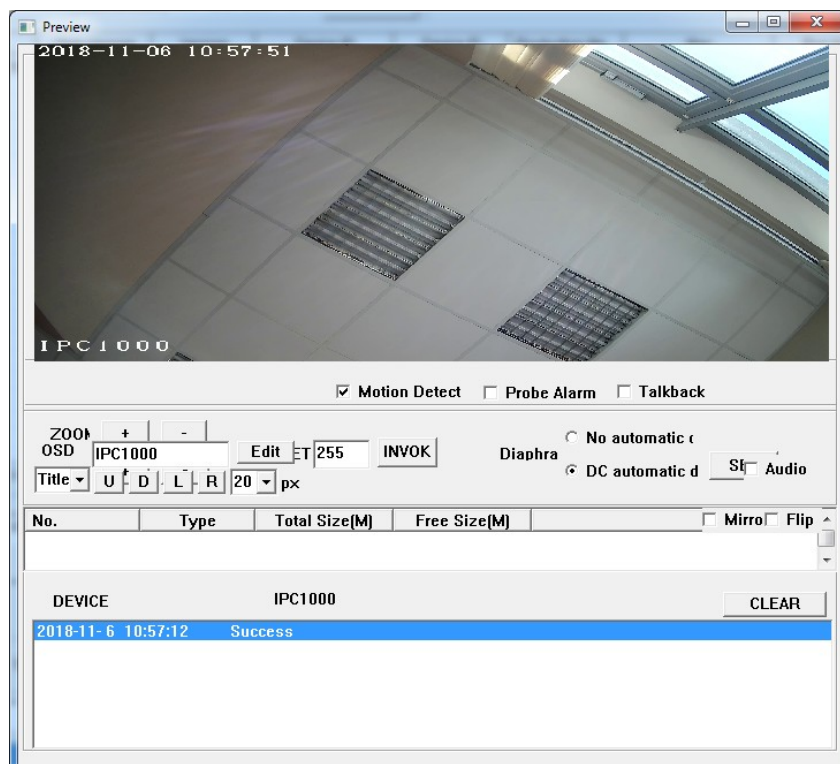 Preview
2018-11-06 10:57:51
IPC1000
Motion Detect Probe Alarm Talkback
ZOOM + -
OSD IPC1000 Edit ET 255 INVOK Diaphra No automatic
Title U D L R 20 px DC automatic d Audio
No. Type Total Size(M) Free Size(M) Mirro Flip
DEVICE IPC1000 CLEAR
2018-11- 6 10:57:12 Success